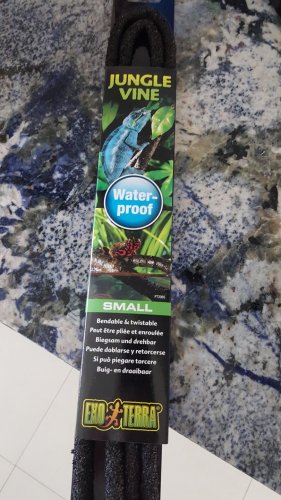 JUNGLE
VINE
Water-
proof
PT3080
SMALL
Bendable & twistable
Peut être pliée et enroulée
Biegsam und drehbar
Puede doblarse y retorcerse
Si può piegare torcere
Buig- en draaibaar
EXO TERRA